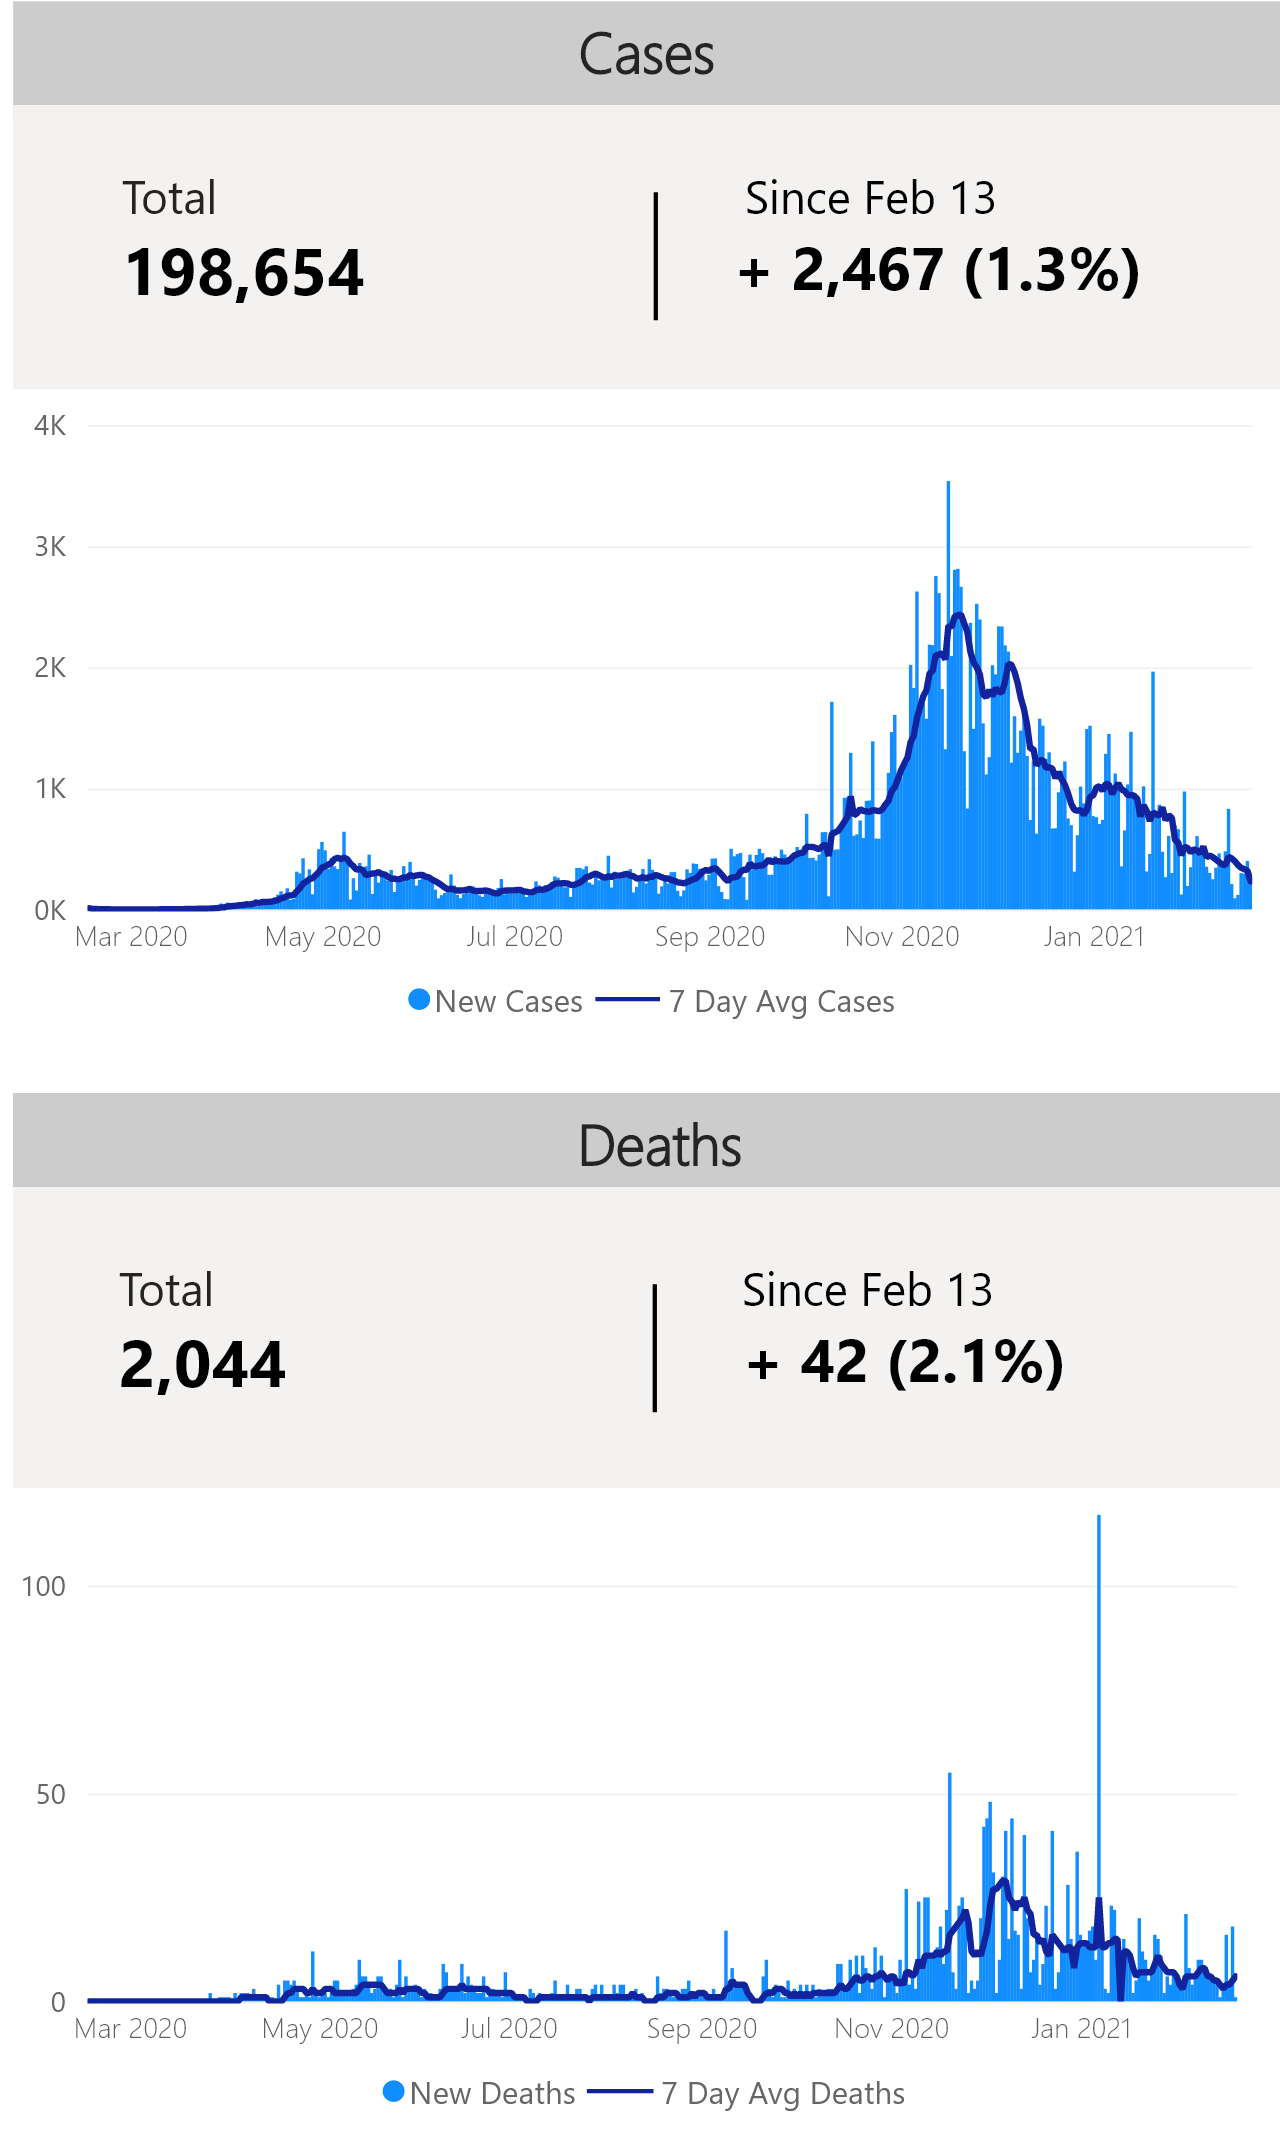 Cases
Total
Since Feb 13
198,654
+ 2,467 (1.3%)
4K
3K
2K
1K
0K
Mar 2020 May 2020 Jul 2020 Sep 2020 Nov 2020 Jan 2021
New Cases 7 Day Avg Cases
Deaths
Total
Since Feb 13
2,044
+ 42 (2.1%)
100
50
0
Mar 2020 May 2020 Jul 2020 Sep 2020 Nov 2020 Jan 2021
New Deaths 7 Day Avg Deaths